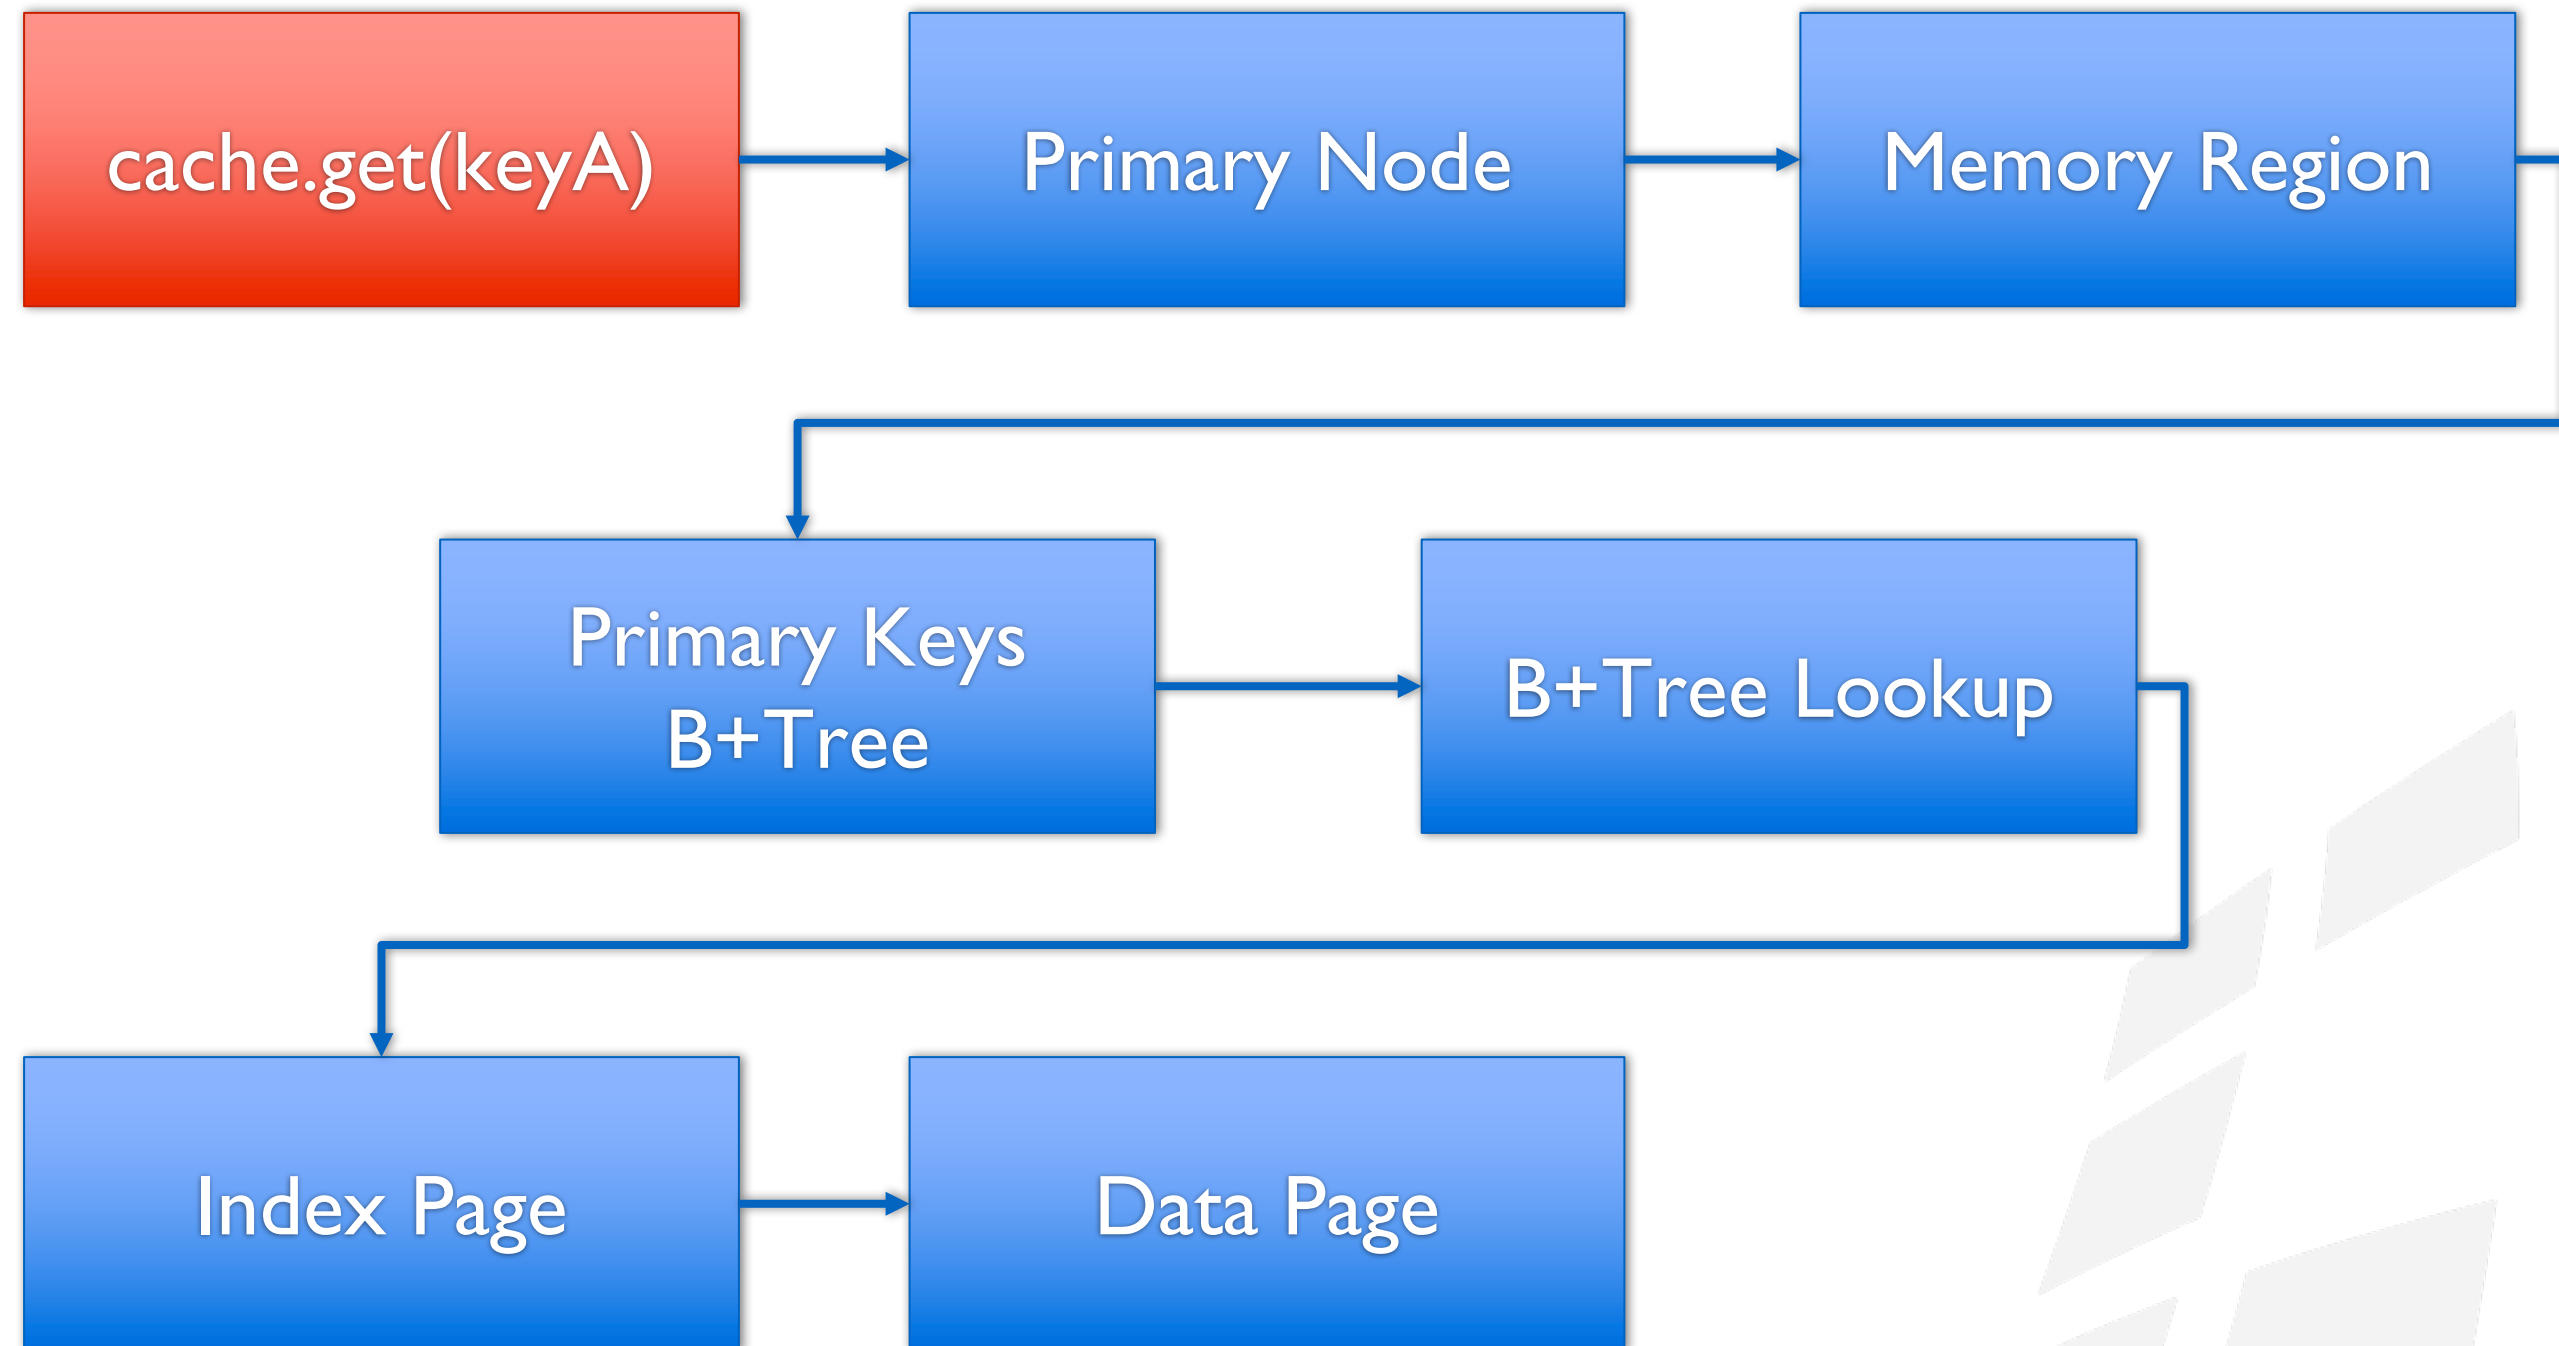 cache.get(keyA)
Primary Node
Memory Region
Primary Keys
B+Tree
B+Tree Lookup
Index Page
Data Page